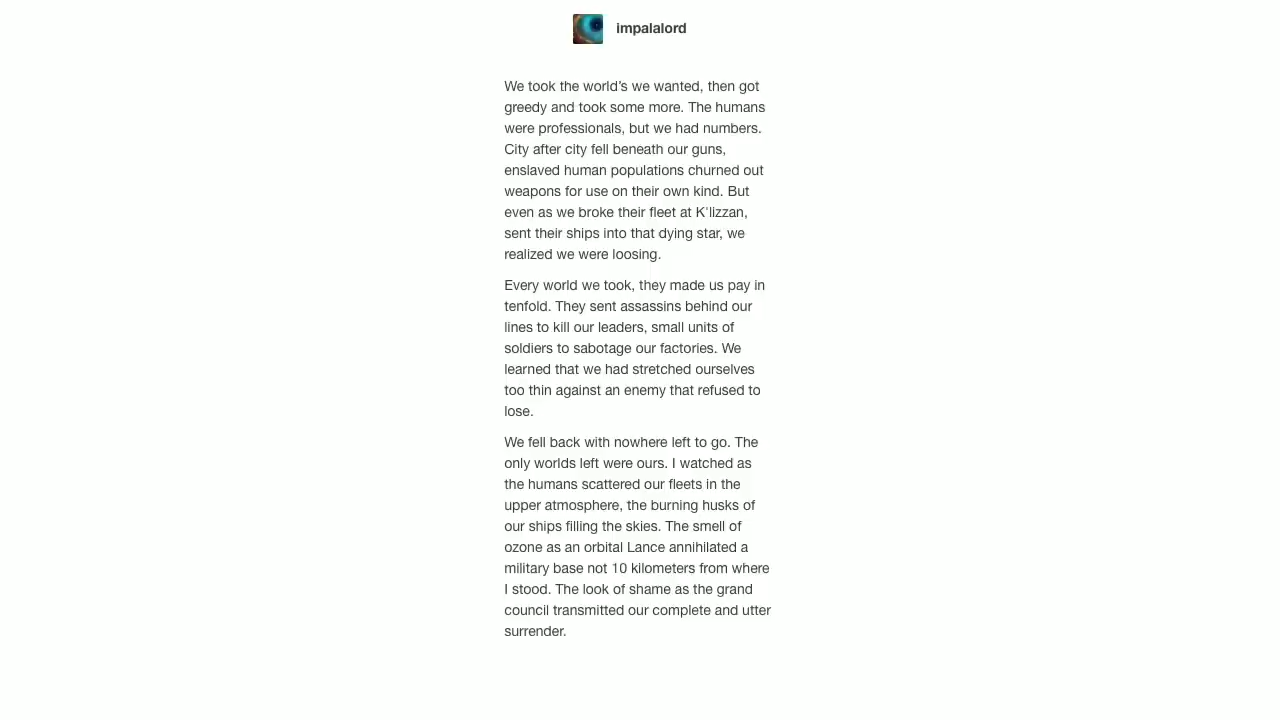 impalalord
We took the world's we wanted, then got
greedy and took some more. The humans
were professionals, but we had numbers.
City after city fell beneath our guns,
enslaved human populations churned out
weapons for use on their own kind. But
even as we broke their fleet at K'lizzan,
sent their ships into that dying star, we
realized we were loosing.
Every world we took, they made us pay in
tenfold. They sent assassins behind our
lines to kill our leaders, small units of
soldiers to sabotage our factories. We
learned that we had stretched ourselves
too thin against an enemy that refused to
lose.
We fell back with nowhere left to go. The
only worlds left were ours. I watched as
the humans scattered our fleets in the
upper atmosphere, the burning husks of
our ships filling the skies. The smell of
ozone as an orbital Lance annihilated a
military base not 10 kilometers from where
I stood. The look of shame as the grand
council transmitted our complete and utter
surrender.